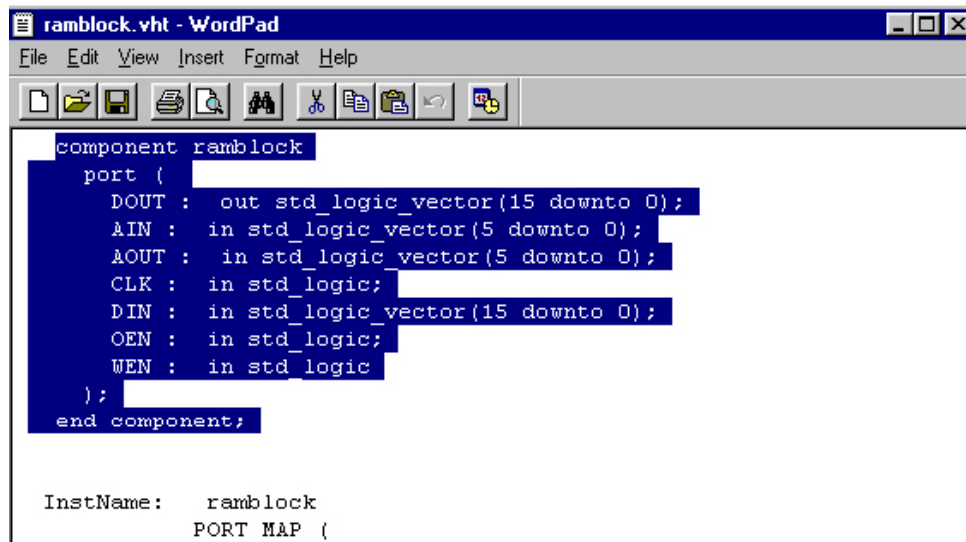 ramblock.vht - WordPad
File Edit View Insert Format Help
component ramblock
port (
DOUT : out std_logic_vector(15 downto 0);
AIN : in std_logic_vector(5 downto 0);
AOUT : in std_logic_vector(5 downto 0);
CLK : in std_logic;
DIN : in std_logic_vector(15 downto 0);
OEN : in std_logic;
WEN : in std_logic
);
end component;
InstName: ramblock
PORT MAP (